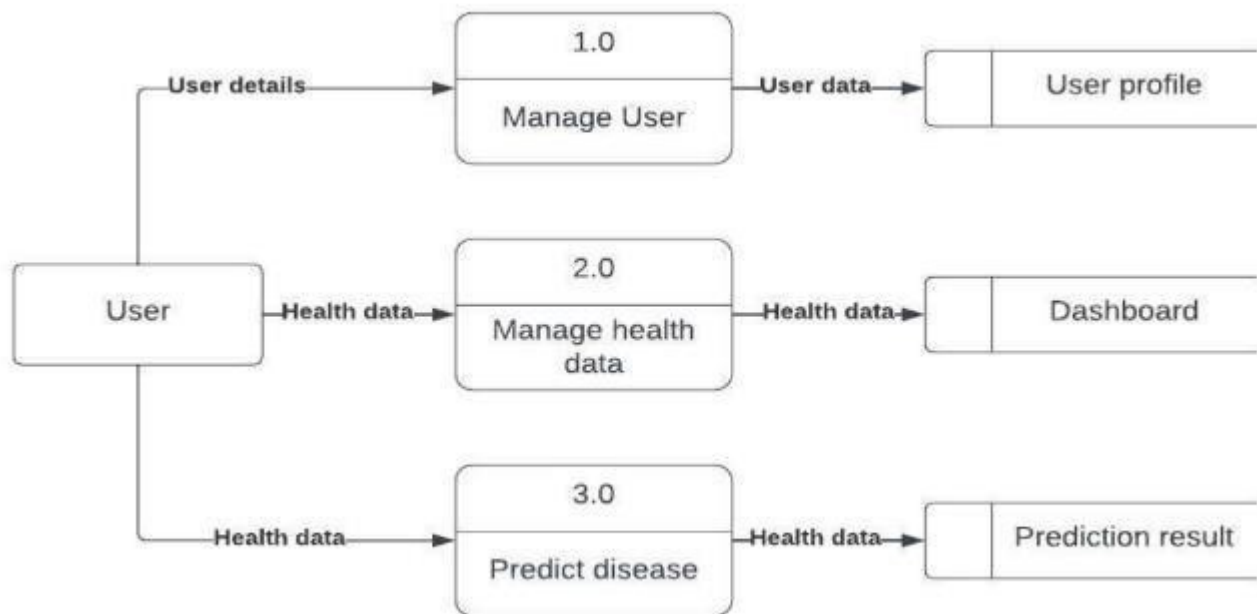 1.0
User details
User data
User profile
Manage User
2.0
User
Health data
Health data
Dashboard
Manage health
data
3.0
Health data
Health data
Prediction result
Predict disease